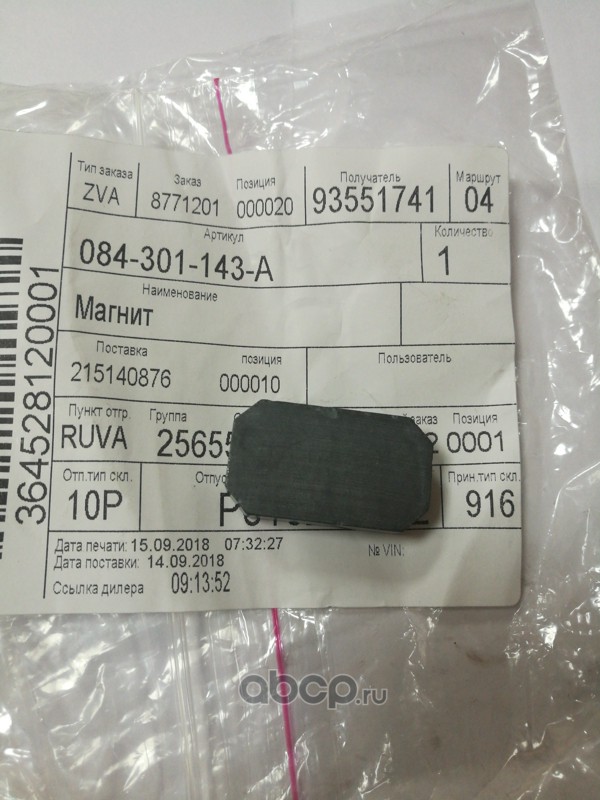 Тип заказа Заказ Позиция Получатель Маршрут
ZVA 8771201 000020 93551741 04
Артикул Количество
084-301-143-A 1
Наименование
Магнит
Поставка позиция Пользователь
215140876 000010
Пункт отгр. Группа заказ Позиция
RUVA 2565 0001
Отп.тип скл. Прин.тип скл.
10P 916
Дата печати: 15.09.2018 07:32:27 № VIN:
Дата поставки: 14.09.2018
Ссылка дилера 09:13:52
3645281 20001
abcp.ru